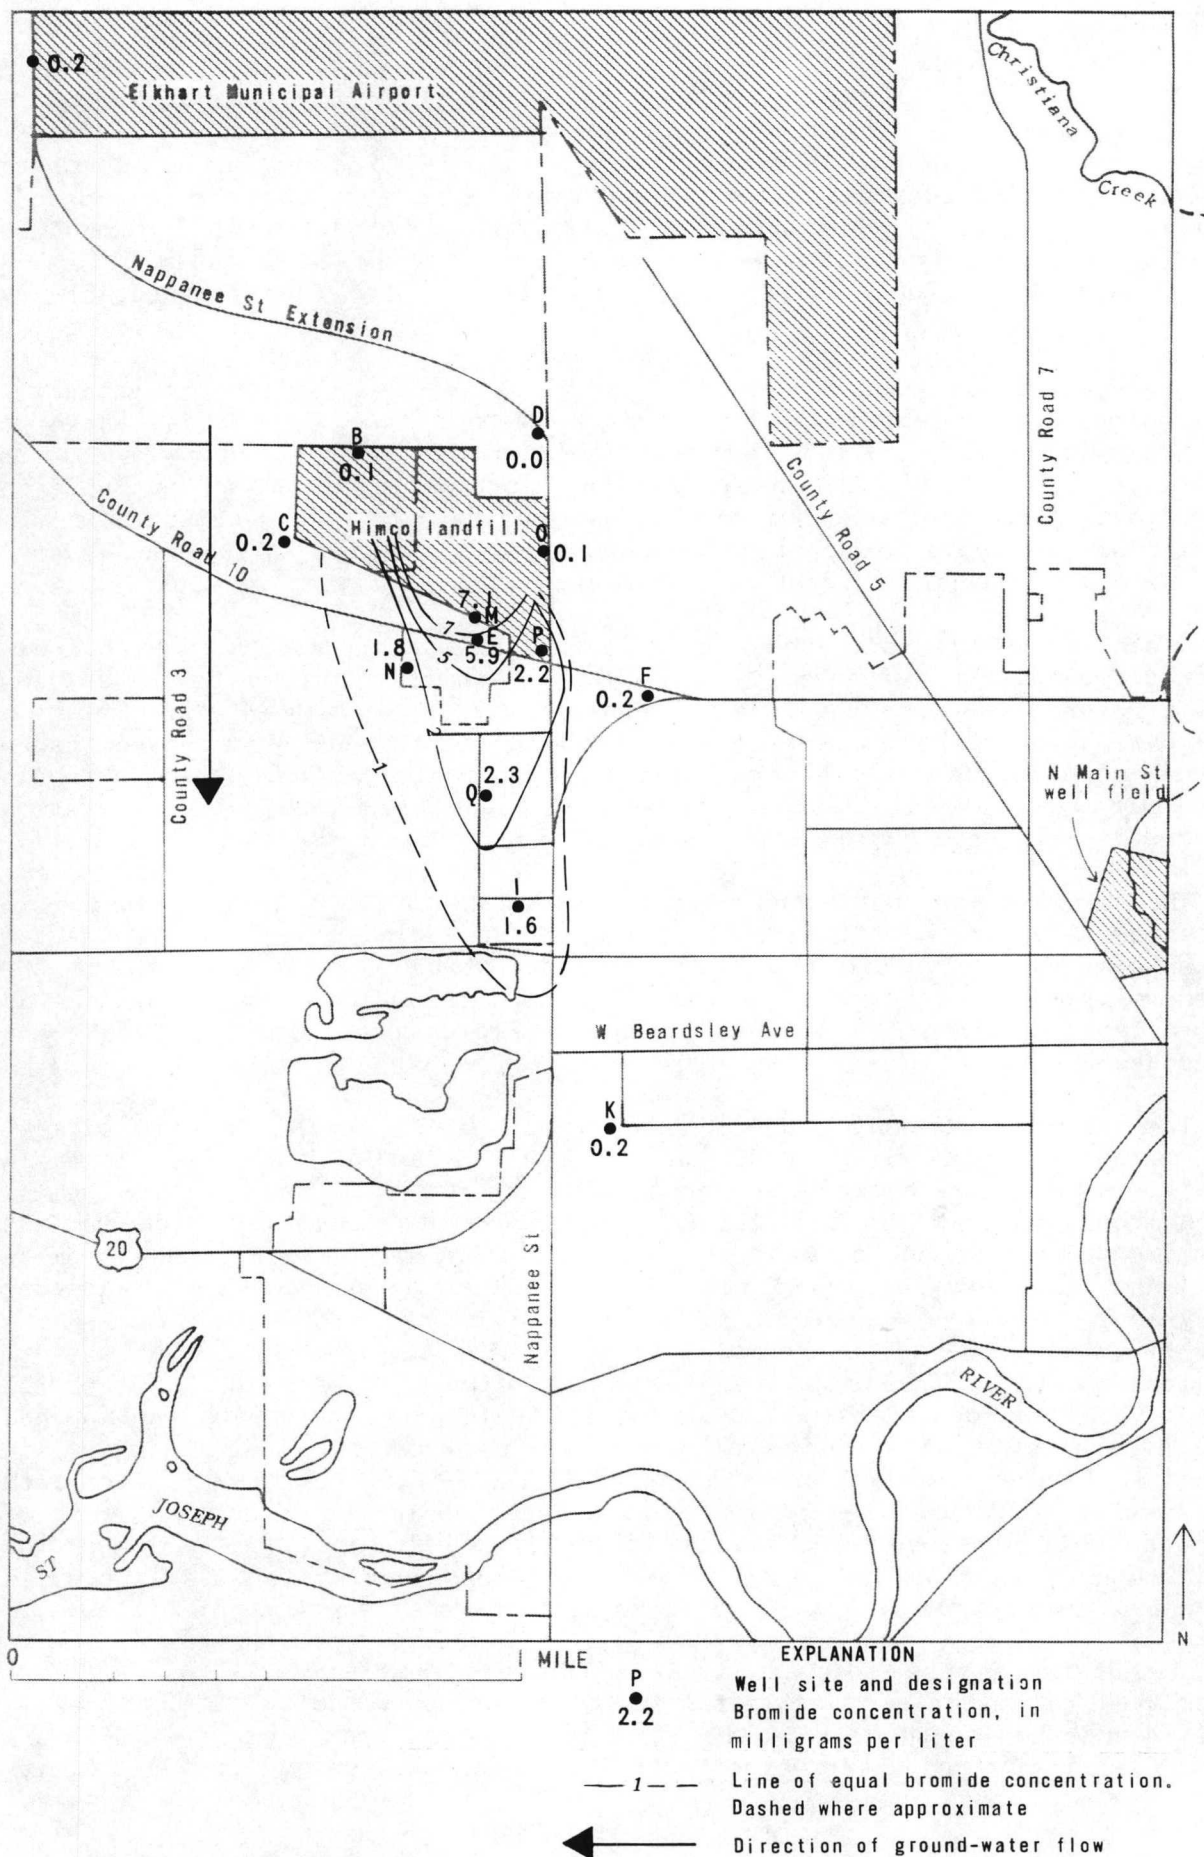 0.2
Elkhart Municipal Airport
Christiana
Creek
Nappanee St Extension
County Road 7
D
0.0
B
0.1
County Road 5
County Road 10
C
0.2
Himco landfill
O
0.1
7.1
M
7
E
5.9
5
P
2.2
1.8
N
F
0.2
County Road 3
1
2.3
Q
N Main St
well field
I
1.6
W Beardsley Ave
K
0.2
20
Nappanee St
RIVER
JOSEPH
ST
N
0
1 MILE
EXPLANATION
P
2.2
Well site and designation
Bromide concentration, in
milligrams per liter
1
Line of equal bromide concentration.
Dashed where approximate
Direction of ground-water flow